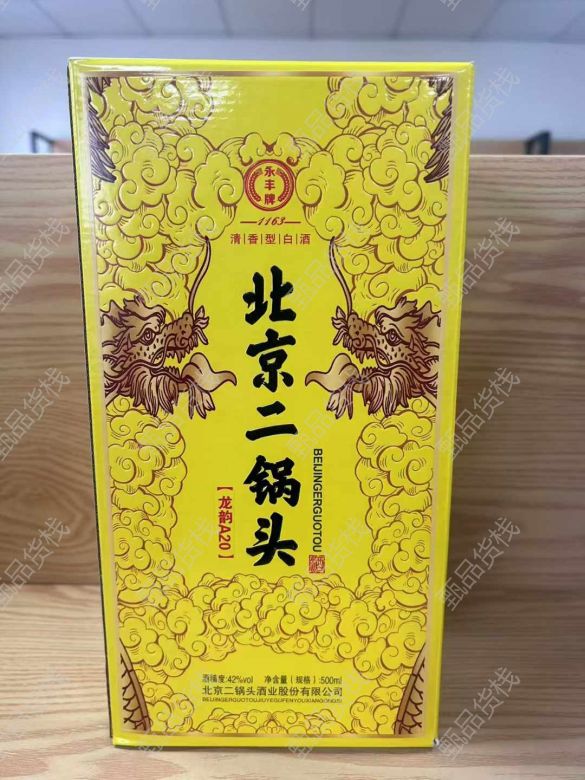 永丰牌
1163
清|香|型|白|酒
北京二锅头
BEIJINGERGUOTOU
【龙韵A20】
酒精度:42%vol 净含量(规格):500ml
北京二锅头酒业股份有限公司
BEIJINGERGUOTOUJIUYEGUFENYOUXIANGONGSI
甄品货栈